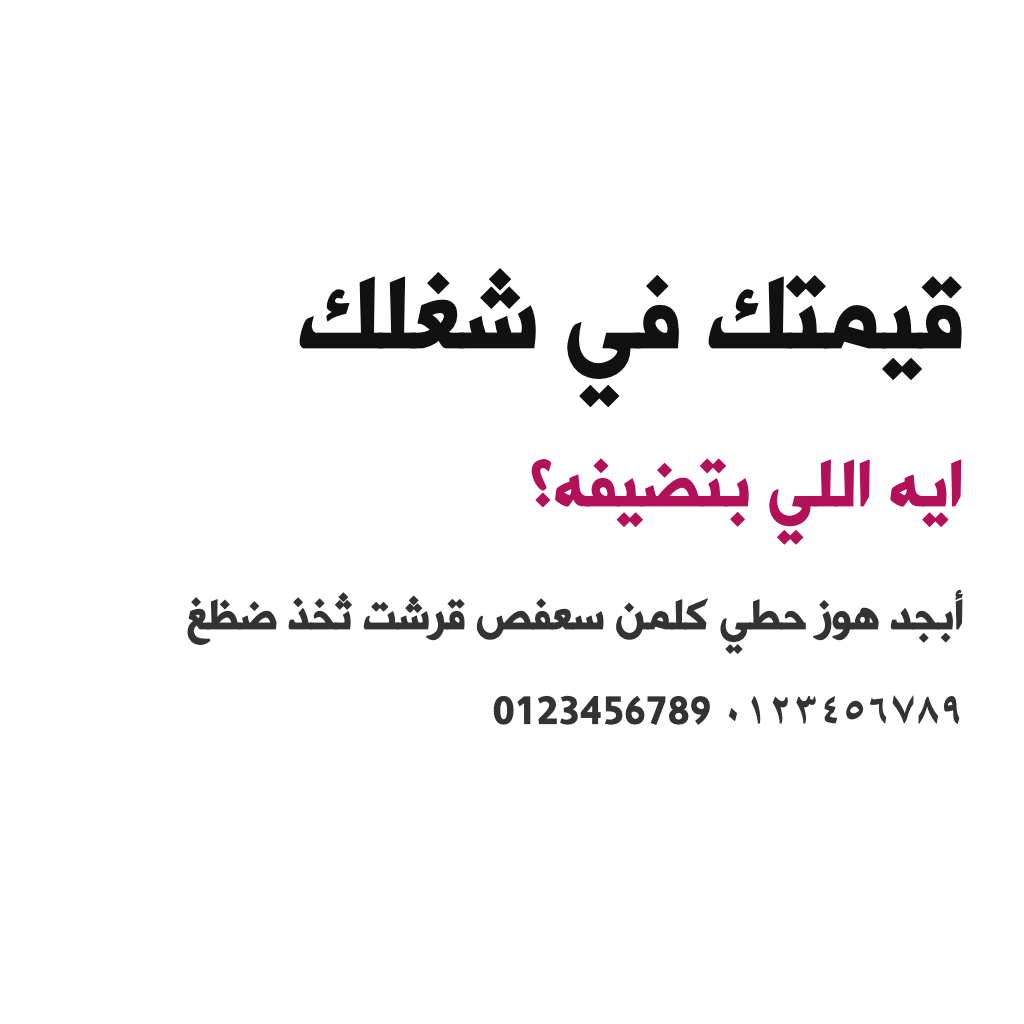 قيمتك في شغلك
ايه اللي بتضيفه؟
أبجد هوز حطي كلمن سعفص قرشت ثخذ ضظغ
٠١٢٣٤٥٦٧٨٩ 0123456789